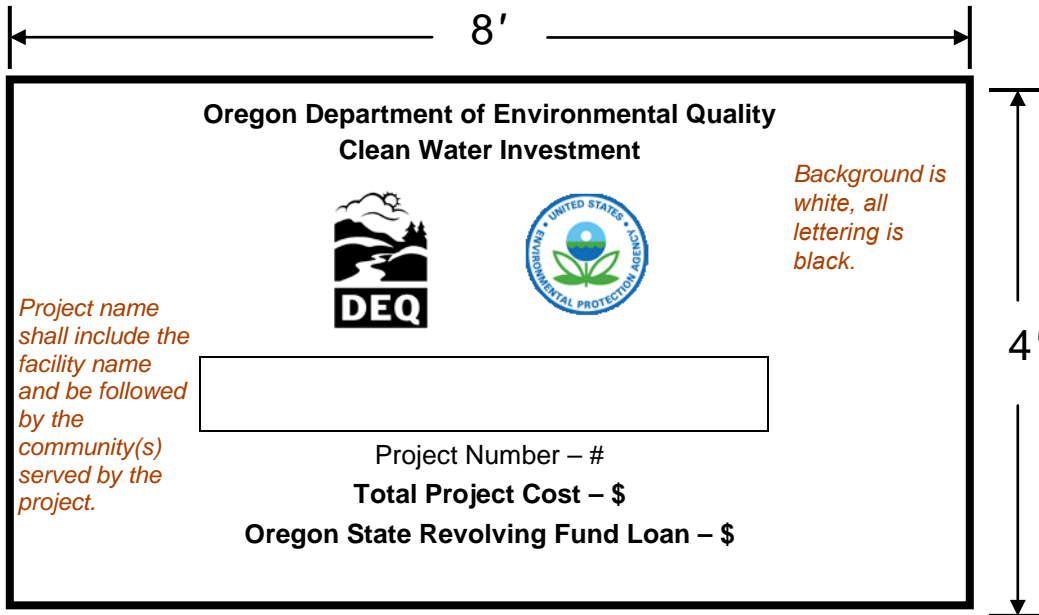 8'
Oregon Department of Environmental Quality
Clean Water Investment
Background is
white, all
lettering is
black.
DEQ
UNITED STATES
ENVIRONMENTAL PROTECTION AGENCY
Project name
shall include the
facility name
and be followed
by the
community(s)
served by the
project.
4'
Project Number – #
Total Project Cost – $
Oregon State Revolving Fund Loan – $